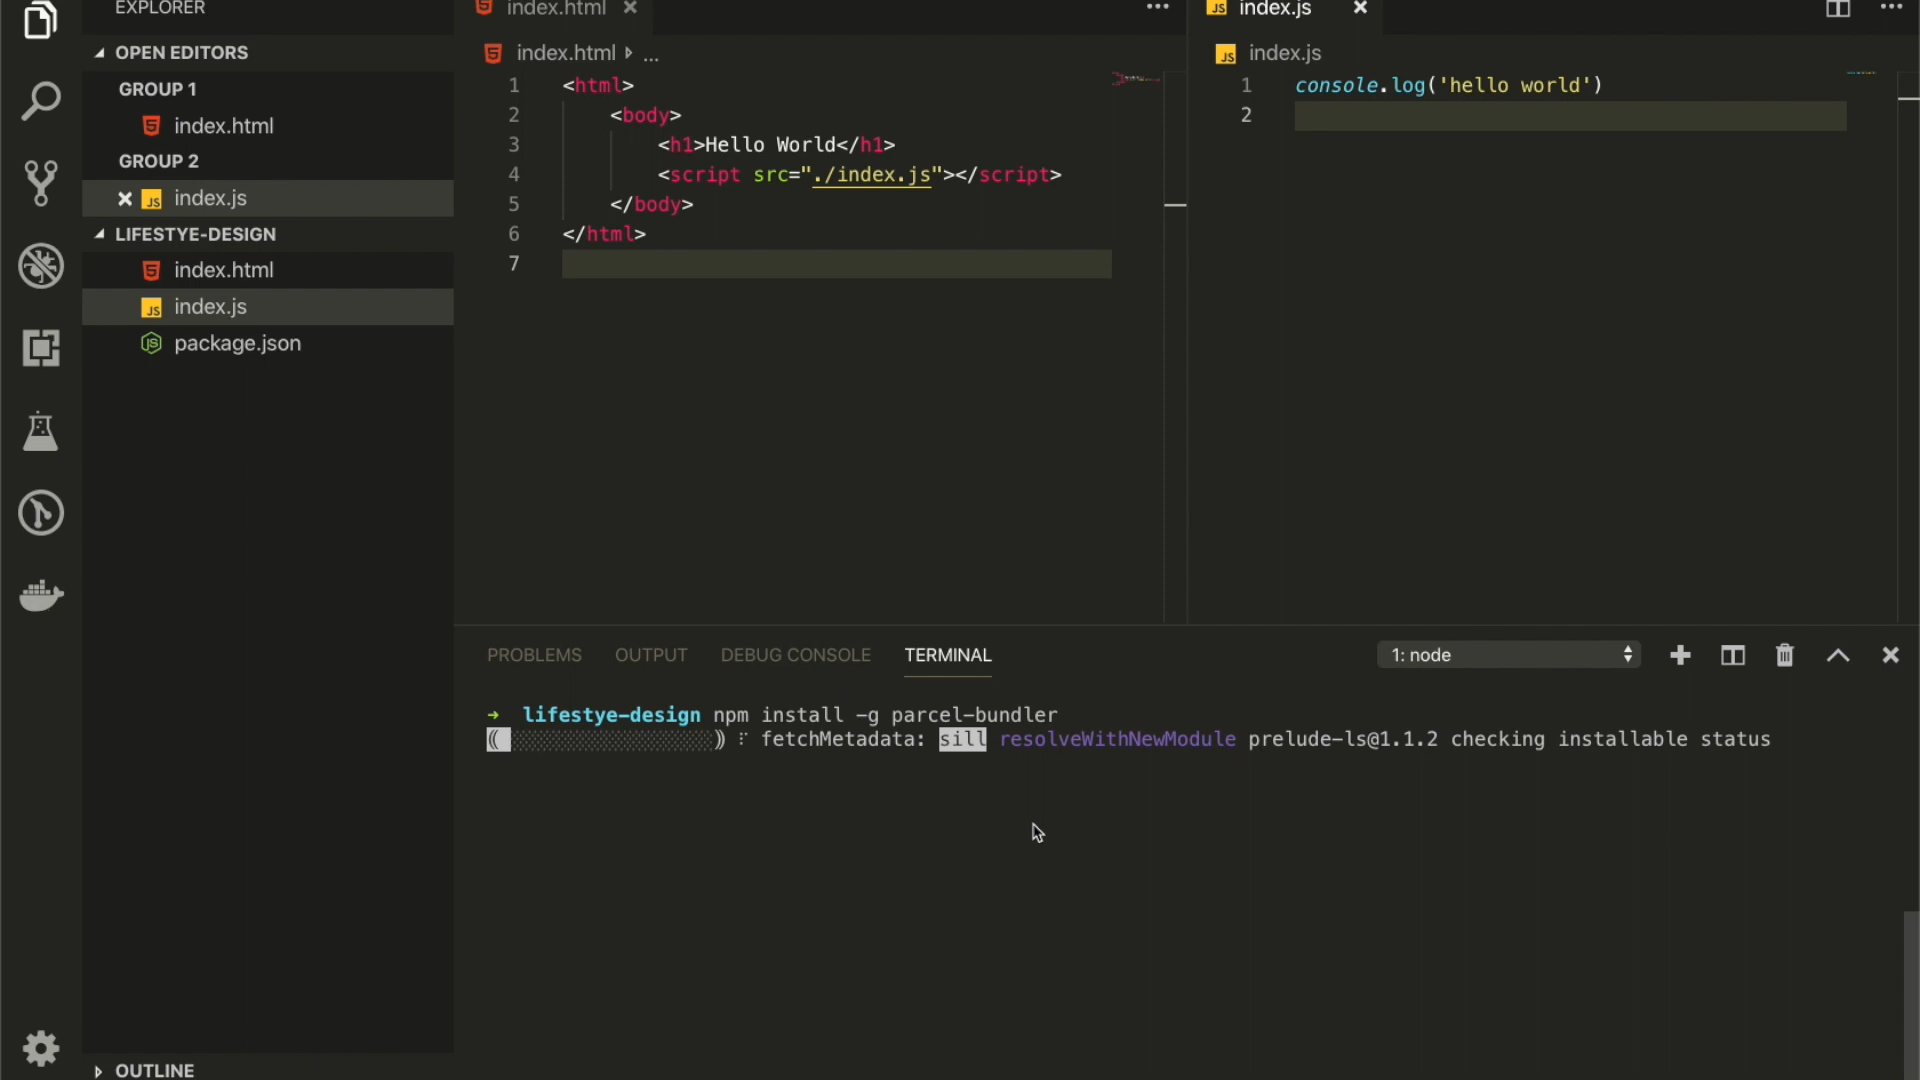 EXPLORER
OPEN EDITORS
GROUP 1
index.html
GROUP 2
index.js
LIFESTYE-DESIGN
index.html
index.js
package.json
OUTLINE
index.html
index.html ...
1 <html>
2 <body>
3 <h1>Hello World</h1>
4 <script src="./index.js"></script>
5 </body>
6 </html>
7
JS index.js
JS index.js
1 console.log('hello world')
2
PROBLEMS OUTPUT DEBUG CONSOLE TERMINAL 1: node
→ lifestye-design npm install -g parcel-bundler
(░░░░░░░░░░░░░░░░░░) ⠏ fetchMetadata: sill resolveWithNewModule prelude-ls@1.1.2 checking installable status